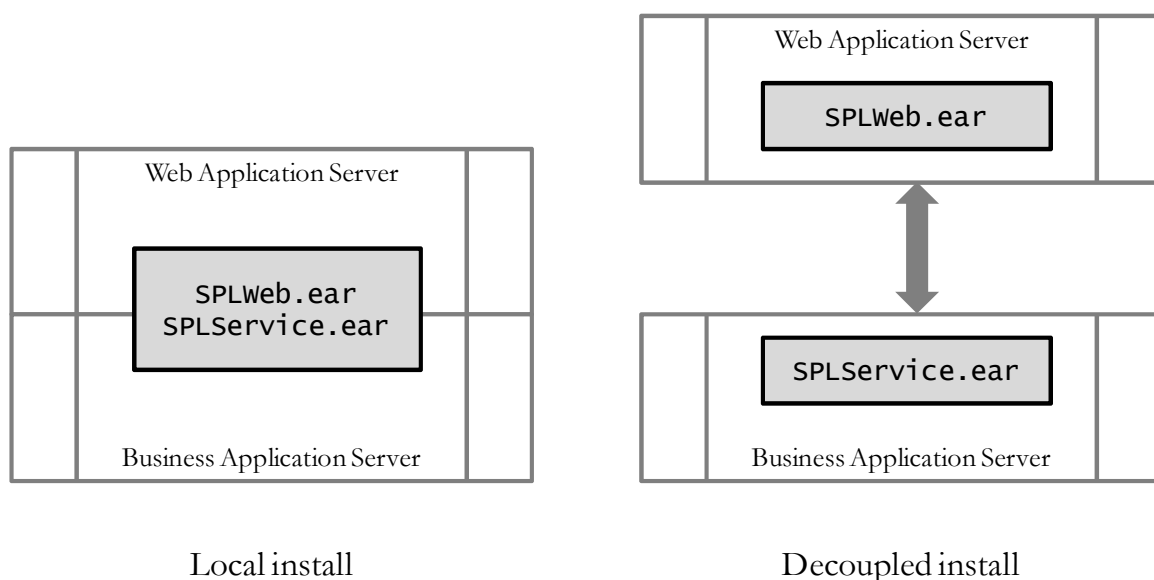 Web Application Server
SPLWeb.ear
SPLService.ear
Business Application Server
Local install
Web Application Server
SPLWeb.ear
SPLService.ear
Business Application Server
Decoupled install